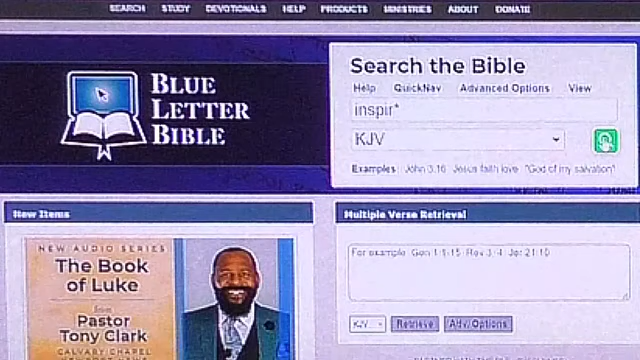 SEARCH STUDY DEVOTIONALS HELP PRODUCTS MINISTRIES ABOUT DONATE
BLUE
LETTER
BIBLE
Search the Bible
Help QuickNav Advanced Options View
inspir*
KJV
Examples John 3:16 Jesus faith love "God of my salvation"
New Items
NEW AUDIO SERIES
The Book
of Luke
from
Pastor
Tony Clark
CALVARY CHAPEL
Multiple Verse Retrieval
For example Gen 1:1-15 Rev 3-4 Jer 21:10
KJV
Retrieve
Adv. Options